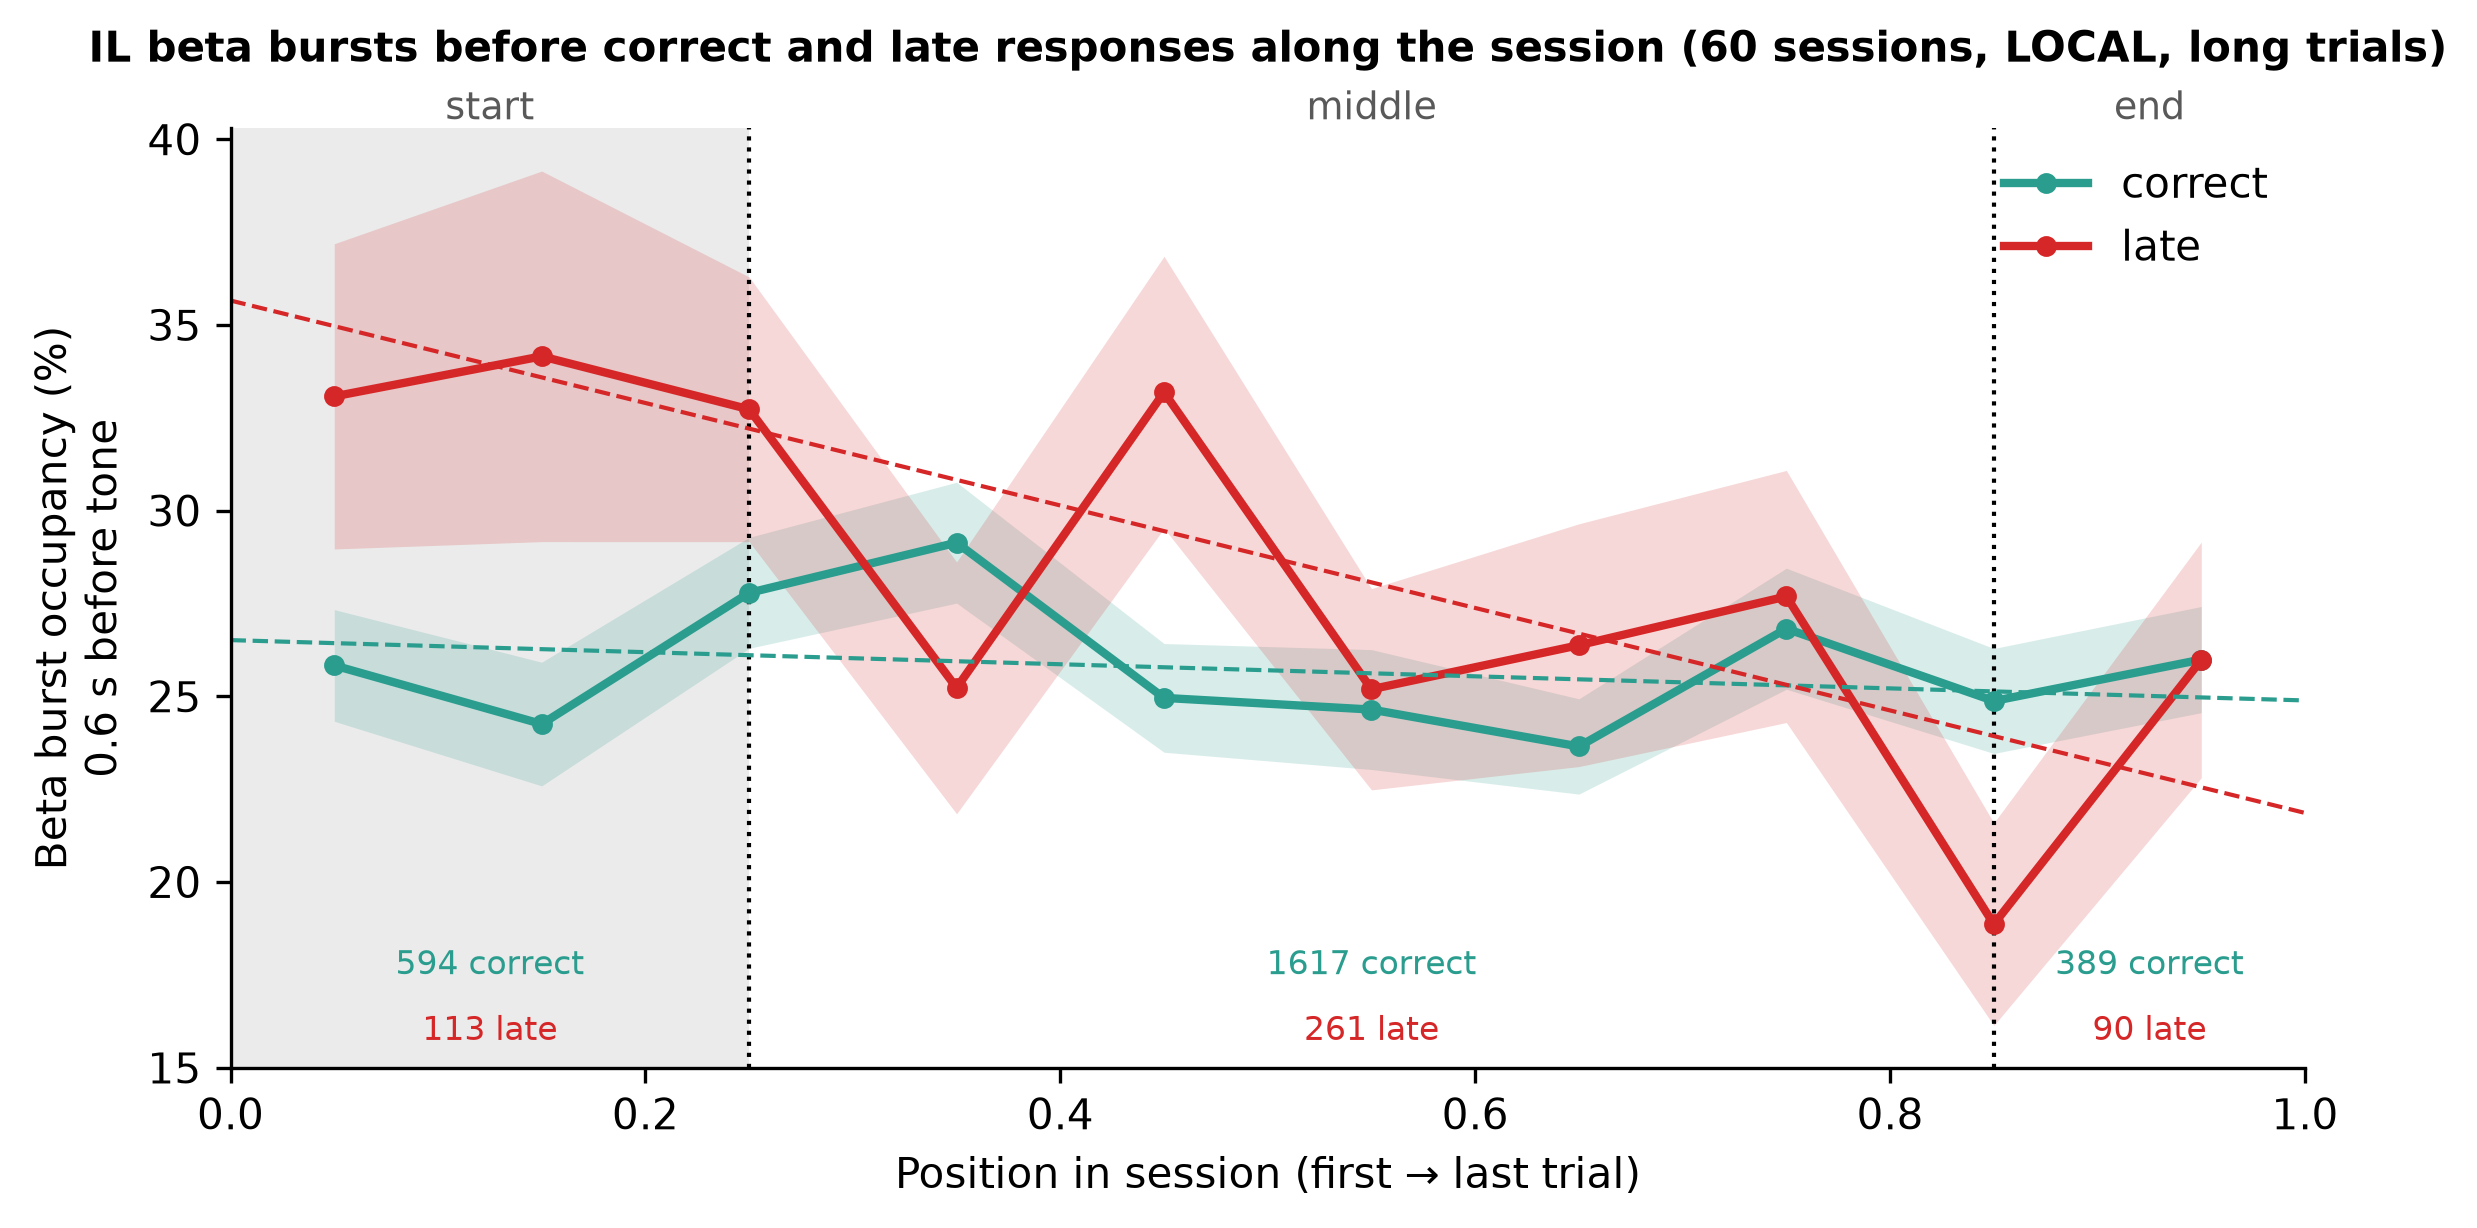 IL beta bursts before correct and late responses along the session (60 sessions, LOCAL, long trials)
start
middle
end
correct
late
Beta burst occupancy (%)
0.6 s before tone
40
35
30
25
20
15
594 correct
113 late
1617 correct
261 late
389 correct
90 late
0.0
0.2
0.4
0.6
0.8
1.0
Position in session (first → last trial)